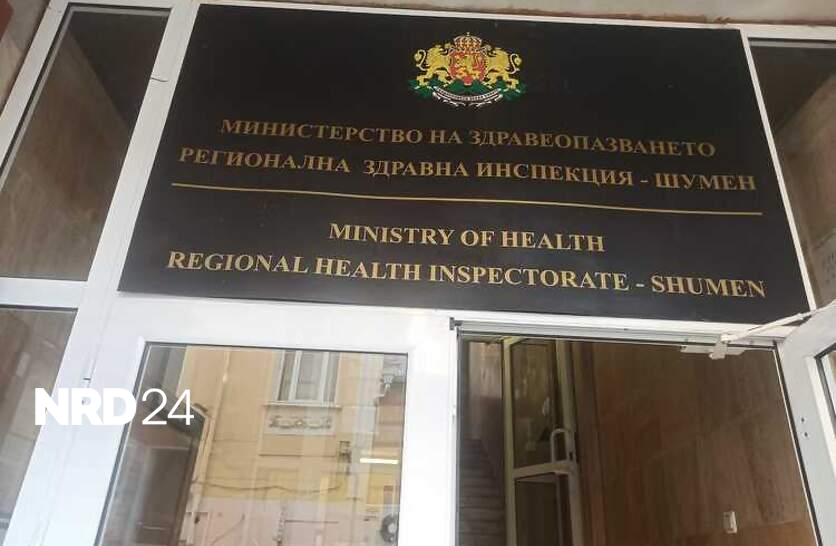 МИНИСТЕРСТВО НА ЗДРАВЕОПАЗВАНЕТО
РЕГИОНАЛНА ЗДРАВНА ИНСПЕКЦИЯ - ШУМЕН
MINISTRY OF HEALTH
REGIONAL HEALTH INSPECTORATE - SHUMEN
NRD24